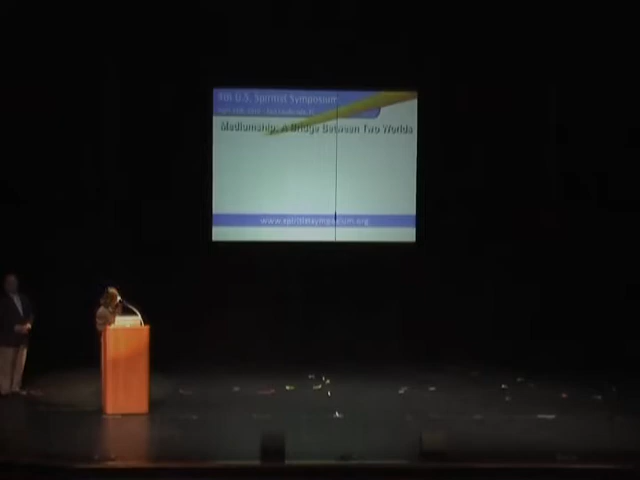 U.S. Spiritist Symposium
Mediumship: A Bridge Between Two Worlds
www.spiritistsymposium.org